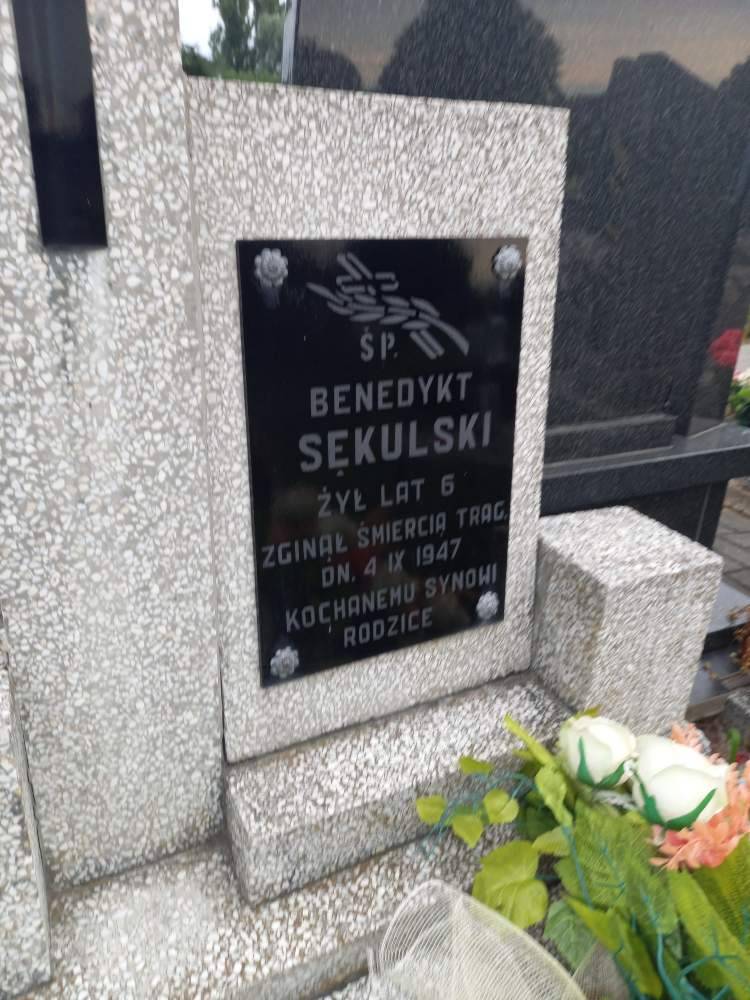 ŚP.
BENEDYKT
SĘKULSKI
ŻYŁ LAT 6
ZGINĄŁ ŚMIERCIĄ TRAG.
DN. 4 IX 1947
KOCHANEMU SYNOWI
RODZICE